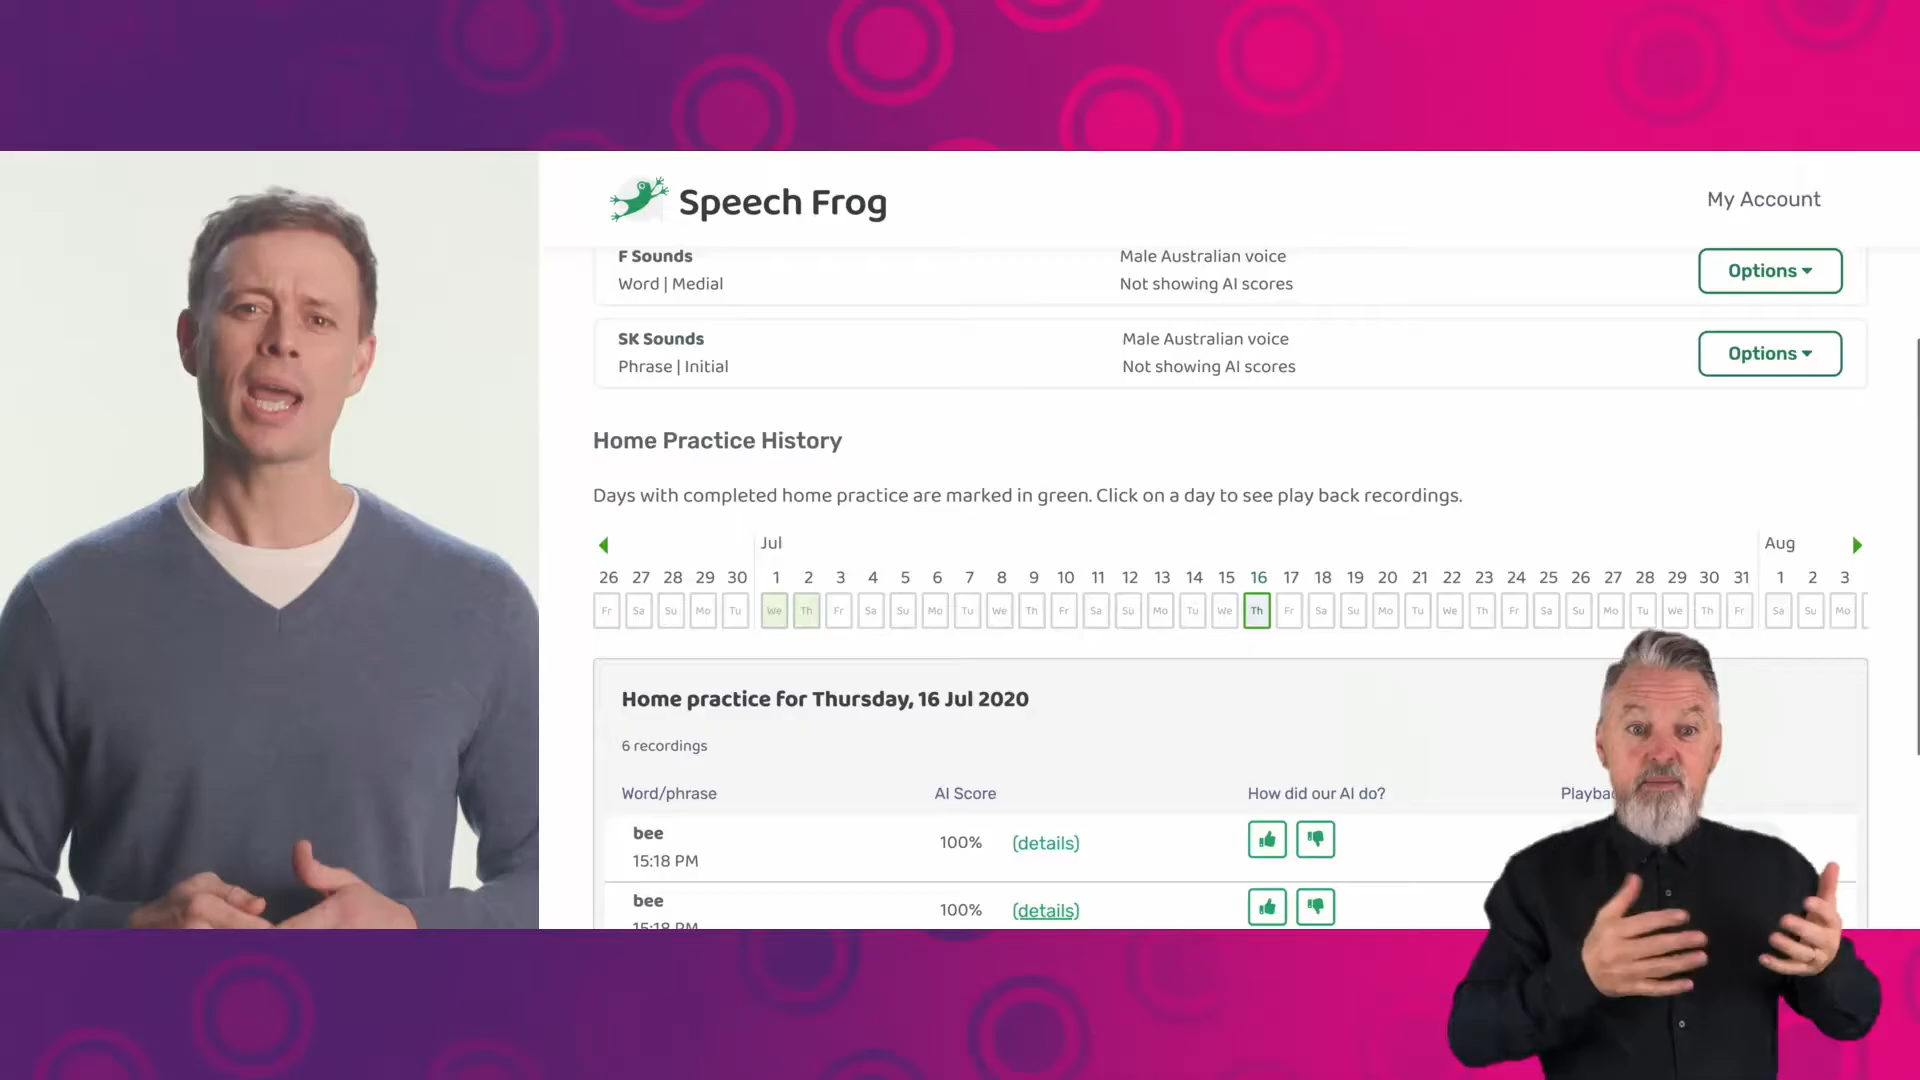 Speech Frog
My Account
F Sounds
Male Australian voice
Word | Medial
Not showing AI scores
Options
SK Sounds
Male Australian voice
Phrase | Initial
Not showing AI scores
Options
Home Practice History
Days with completed home practice are marked in green. Click on a day to see play back recordings.
Jul
Aug
26 27 28 29 30 1 2 3 4 5 6 7 8 9 10 11 12 13 14 15 16 17 18 19 20 21 22 23 24 25 26 27 28 29 30 31 1 2 3
Fr Sa Su Mo Tu We Th Fr Sa Su Mo Tu We Th Fr Sa Su Mo Tu We Th Fr Sa Su Mo Tu We Th Fr Sa Su Mo Tu We Th Fr Sa Su Mo
Home practice for Thursday, 16 Jul 2020
6 recordings
Word/phrase AI Score How did our AI do? Playba
bee
100% (details)
15:18 PM
bee
100% (details)
15:18 PM